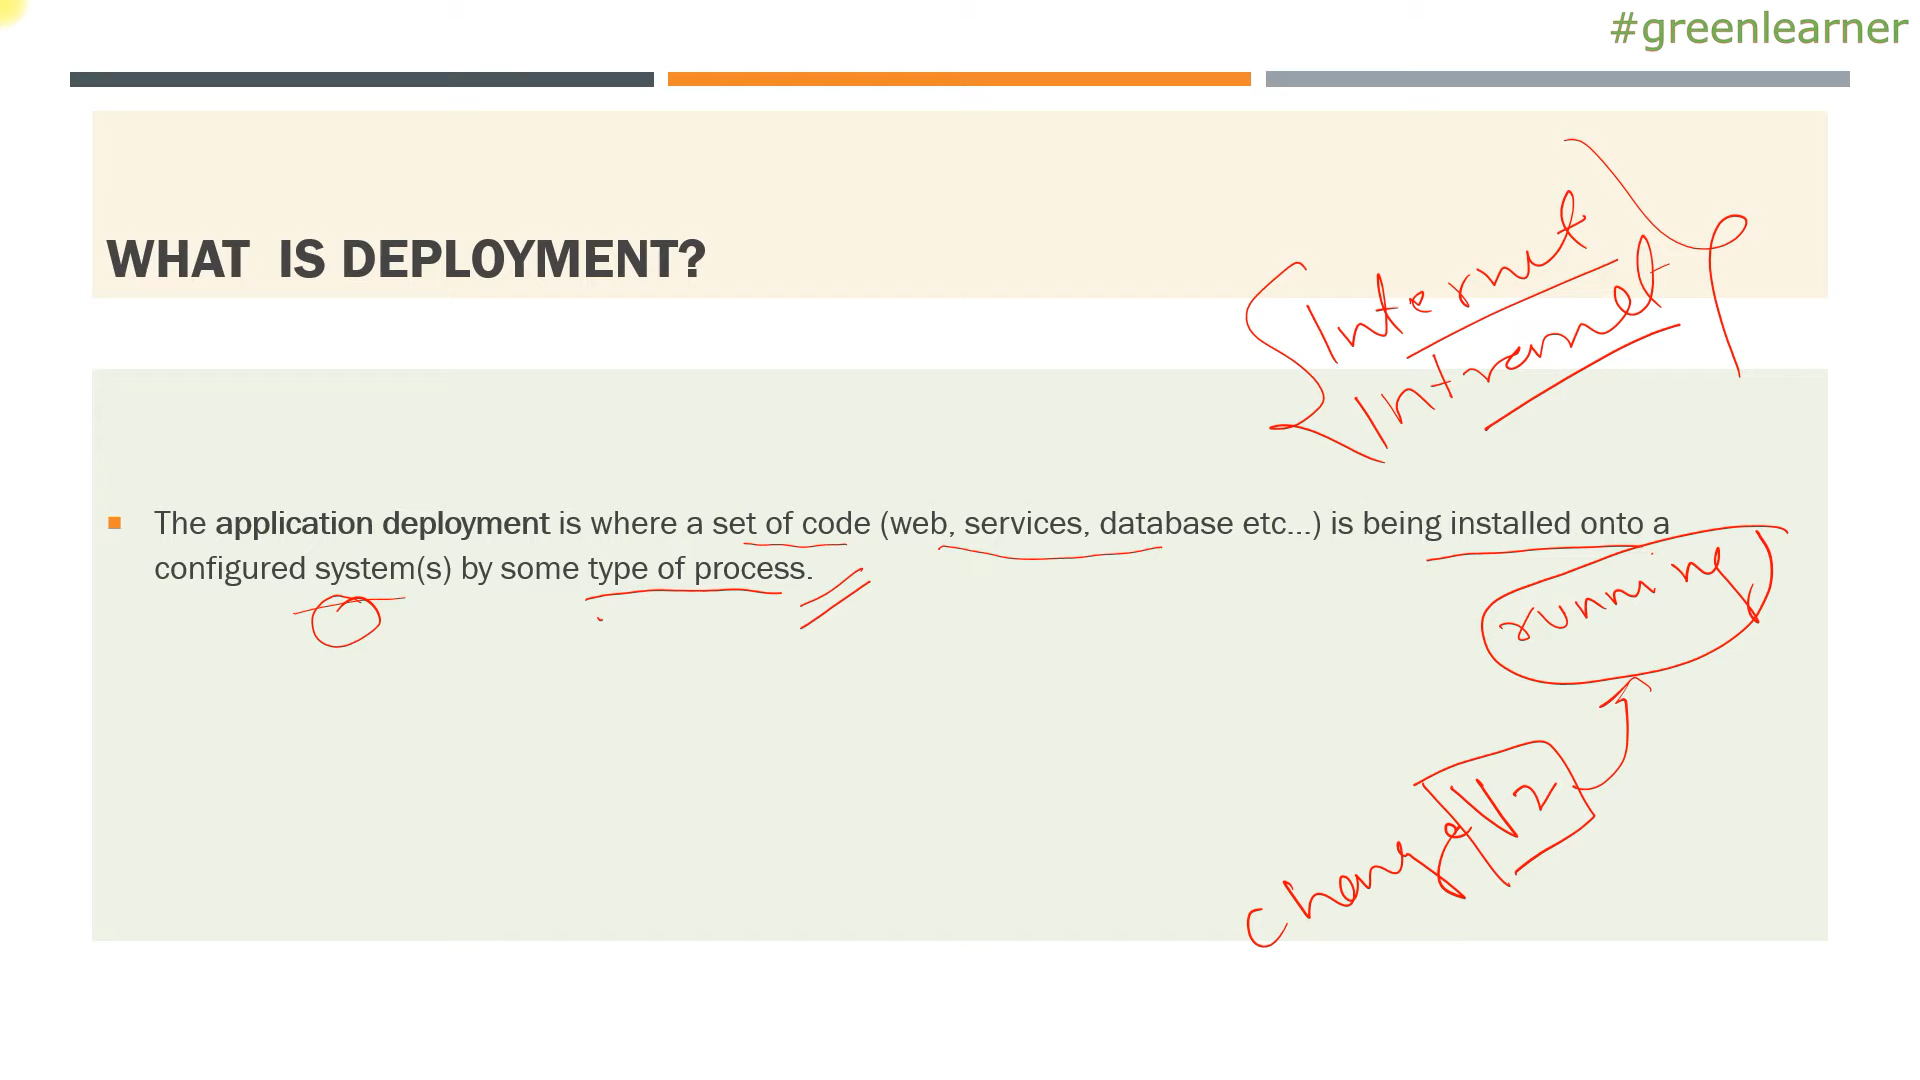 #greenlearner
WHAT IS DEPLOYMENT?
Internet
Intranet
The application deployment is where a set of code (web, services, database etc...) is being installed onto a
configured system(s) by some type of process.
running
change V2